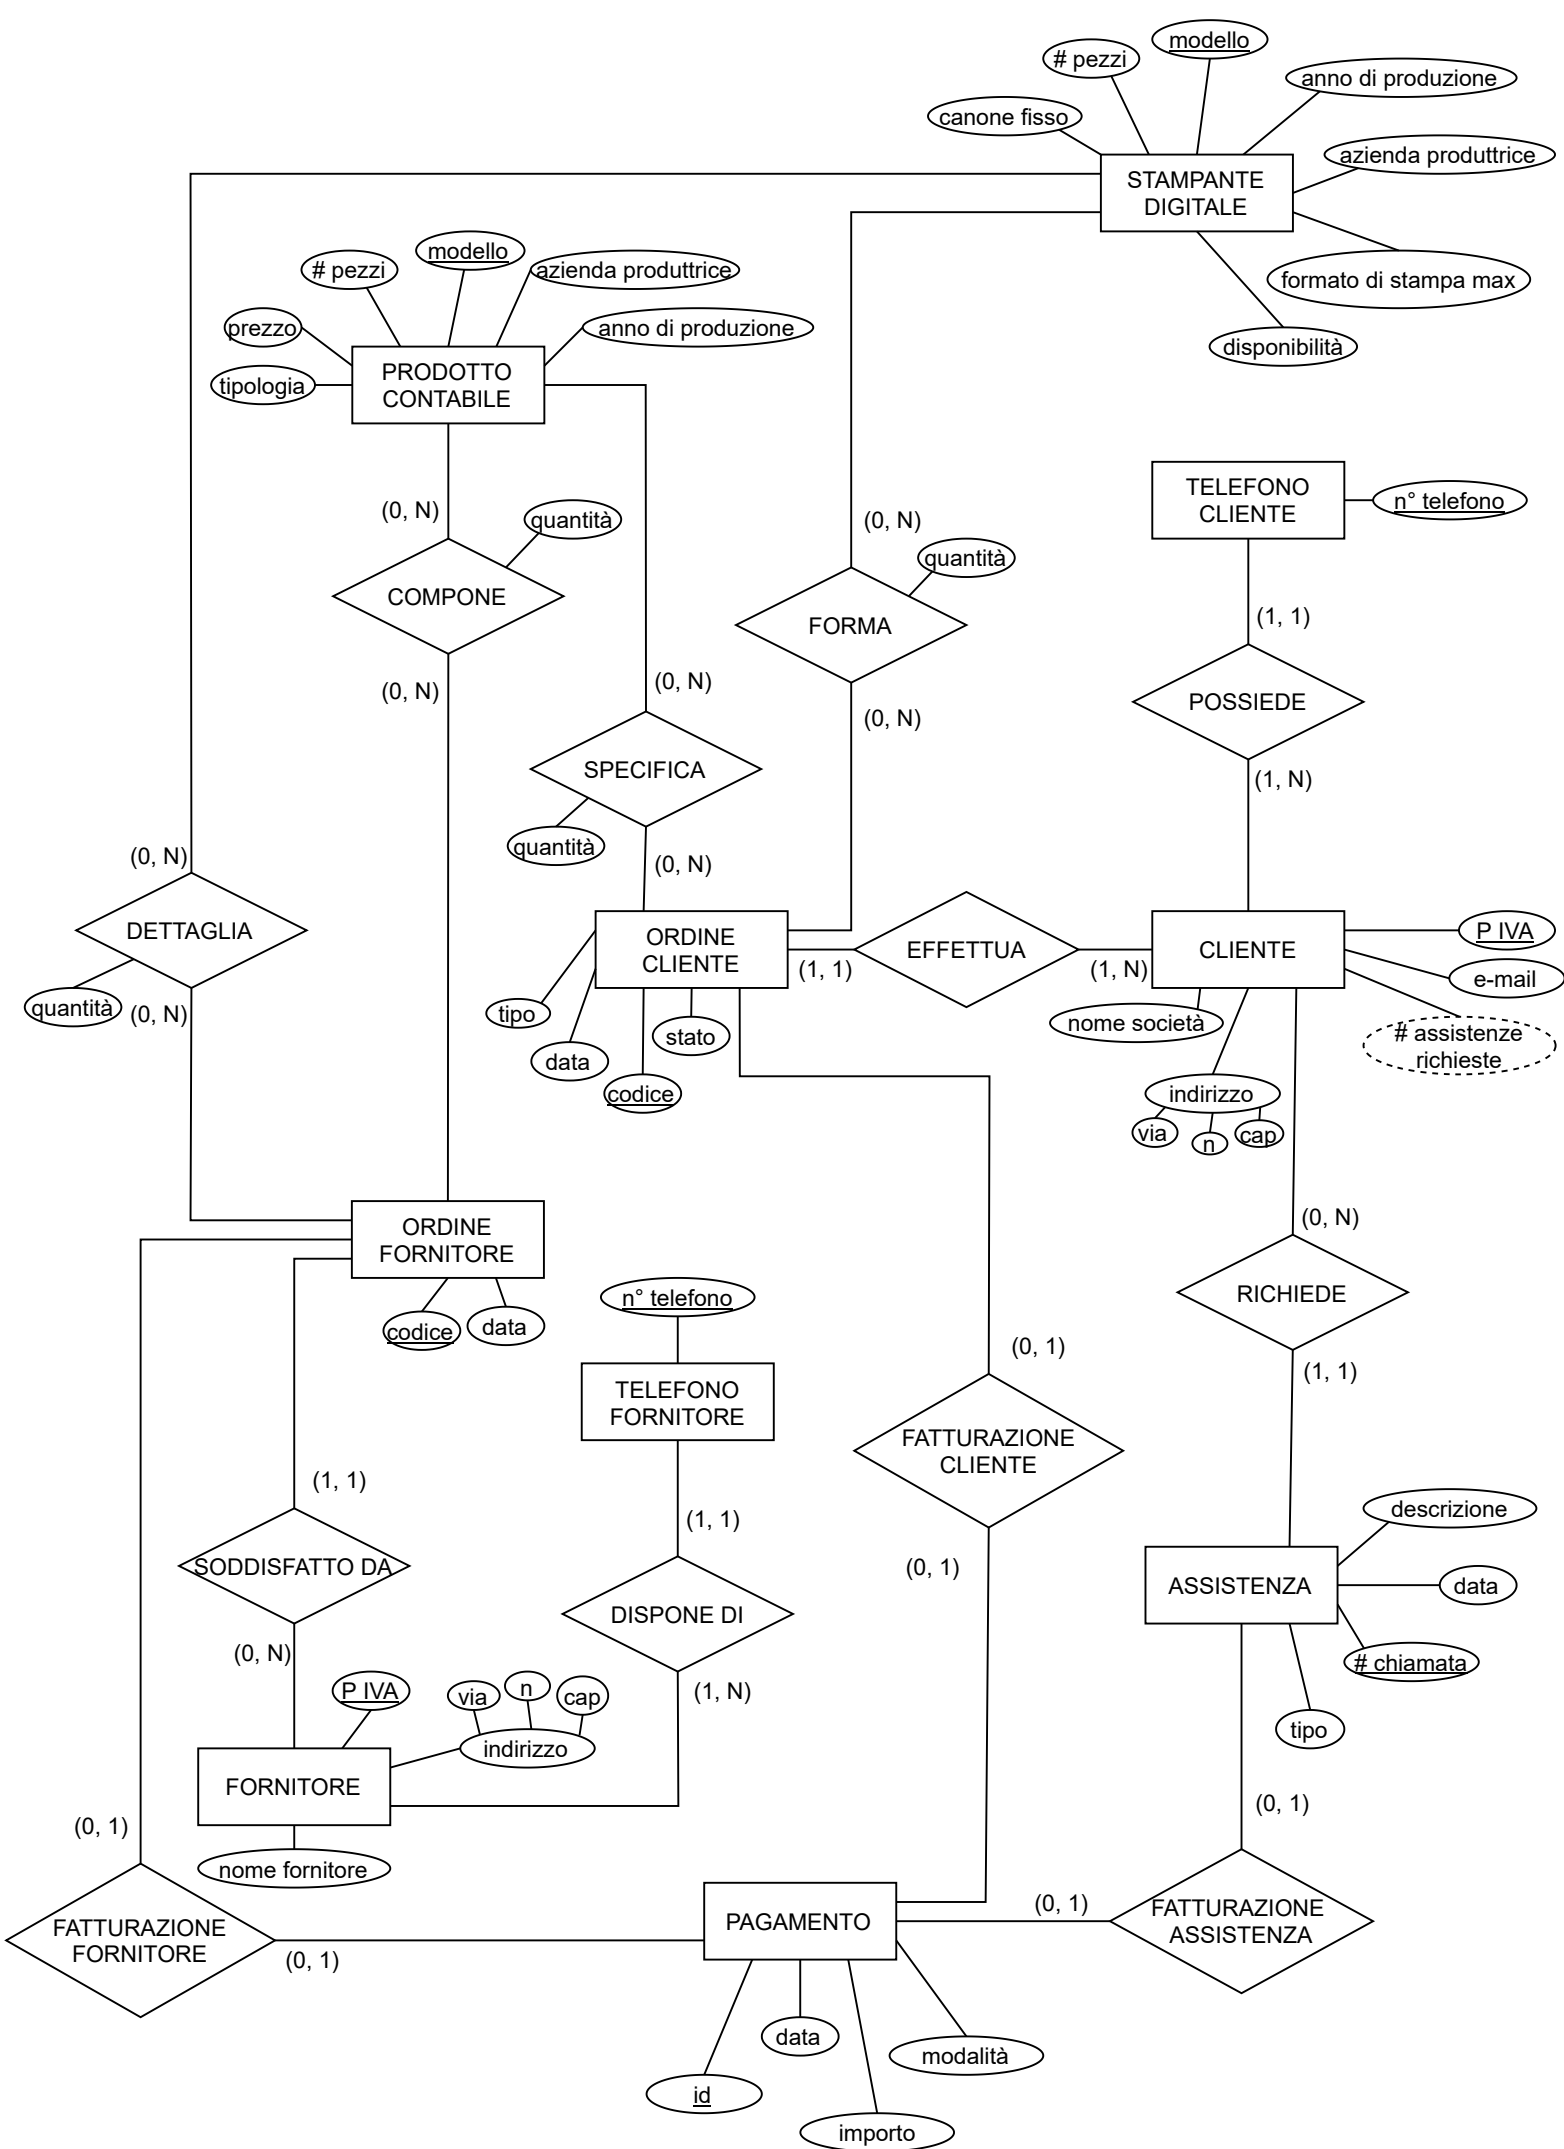 modello
# pezzi
anno di produzione
canone fisso
azienda produttrice
STAMPANTE
DIGITALE
formato di stampa max
disponibilità
modello
# pezzi
azienda produttrice
prezzo
anno di produzione
tipologia
PRODOTTO
CONTABILE
TELEFONO
CLIENTE
n° telefono
(0, N)
quantità
(0, N)
quantità
COMPONE
FORMA
(1, 1)
(0, N)
(0, N)
(0, N)
POSSIEDE
SPECIFICA
(1, N)
quantità
(0, N)
(0, N)
DETTAGLIA
quantità
(0, N)
ORDINE
CLIENTE
(1, 1)
EFFETTUA
(1, N)
CLIENTE
P IVA
e-mail
# assistenze
richieste
nome società
tipo
data
stato
codice
indirizzo
via
n
cap
ORDINE
FORNITORE
(0, N)
codice
data
n° telefono
RICHIEDE
(0, 1)
(1, 1)
TELEFONO
FORNITORE
FATTURAZIONE
CLIENTE
(1, 1)
(1, 1)
descrizione
SODDISFATTO DA
(0, 1)
ASSISTENZA
data
DISPONE DI
(0, N)
# chiamata
P IVA
via
n
cap
(1, N)
tipo
indirizzo
FORNITORE
(0, 1)
(0, 1)
nome fornitore
FATTURAZIONE
FORNITORE
(0, 1)
PAGAMENTO
(0, 1)
FATTURAZIONE
ASSISTENZA
data
modalità
id
importo